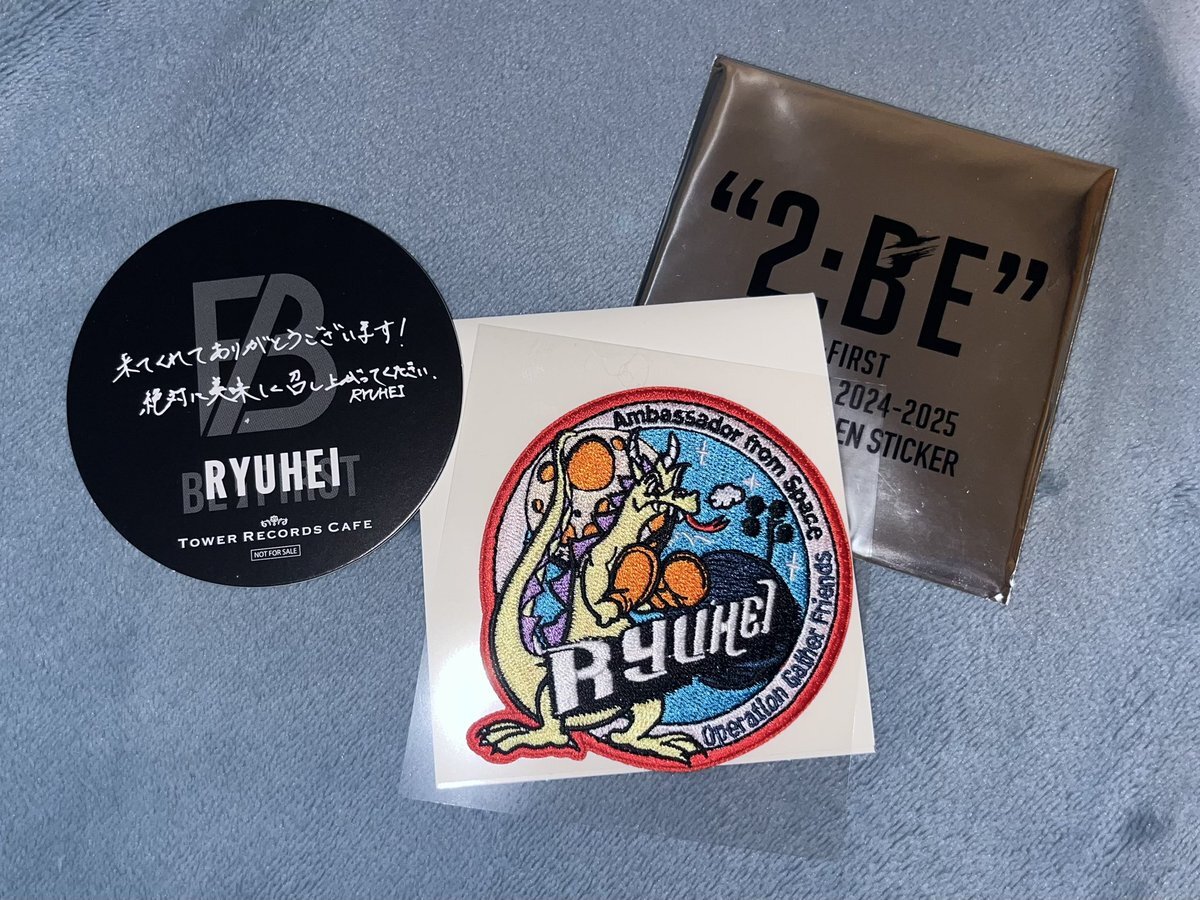 来てくれてありがとうございます!
絶対に美味しく召し上がってください.
RYUHEI
RYUHEI
BE:FIRST
TOWER RECORDS CAFE
NOT FOR SALE
"2:BE"
-FIRST
2024-2025
EN STICKER
Ambassador from Space
RYUHEI
Operation Gather Friends